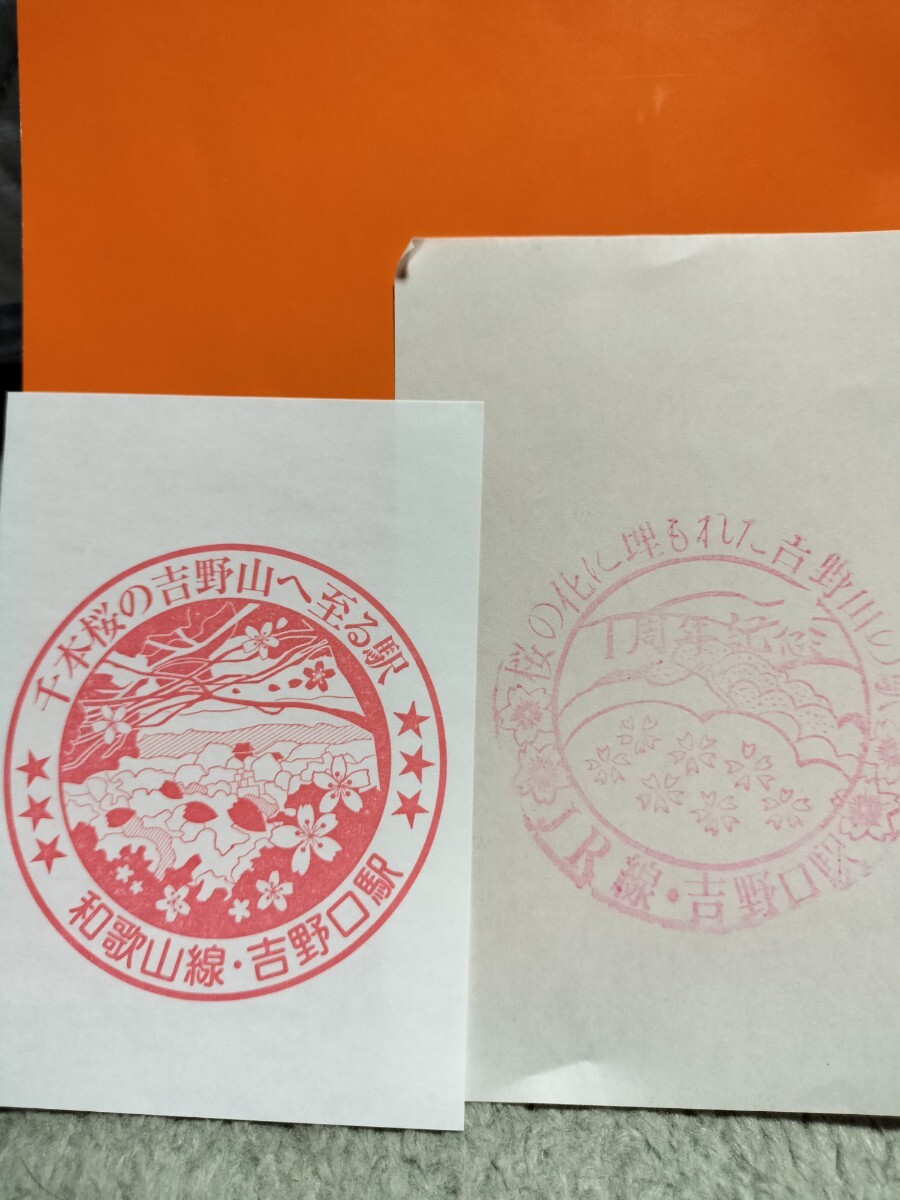 千本桜の吉野山へ至る駅
和歌山線・吉野口駅
桜の花に埋もれた吉野山の駅
1周年記念
JR線・吉野口駅